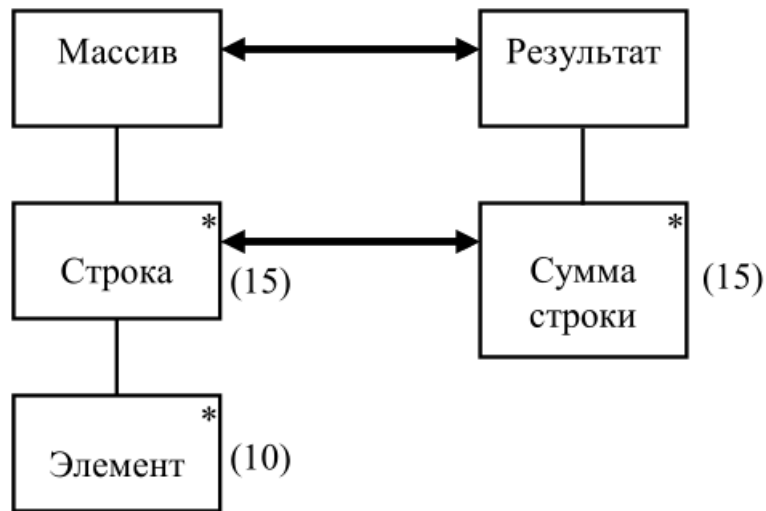 Массив
Результат
*
Строка
(15)
*
Сумма
строки
(15)
*
Элемент
(10)